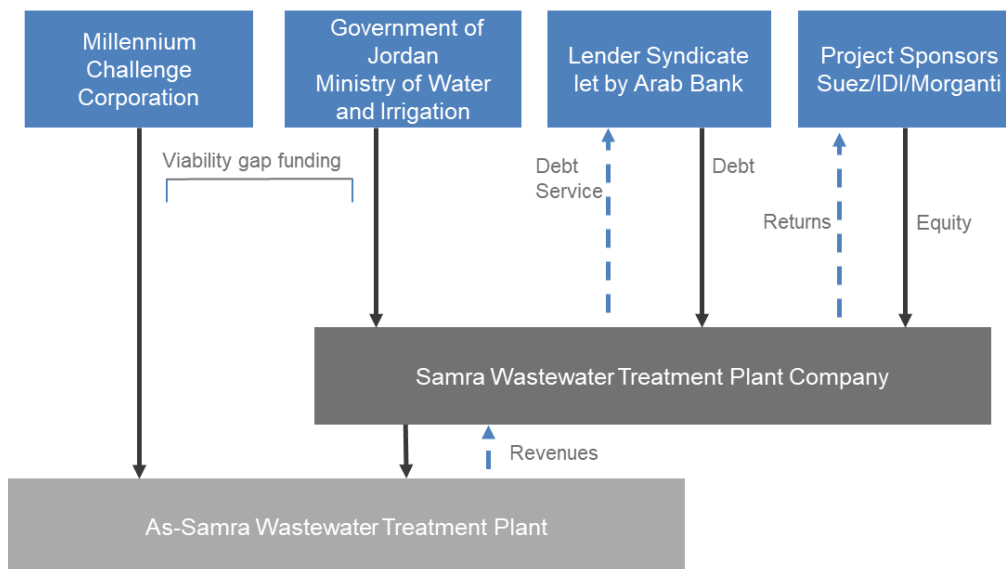 Millennium
Challenge
Corporation
Government of
Jordan
Ministry of Water
and Irrigation
Lender Syndicate
let by Arab Bank
Project Sponsors
Suez/IDI/Morganti
Viability gap funding
Debt
Service
Debt
Returns
Equity
Samra Wastewater Treatment Plant Company
Revenues
As-Samra Wastewater Treatment Plant